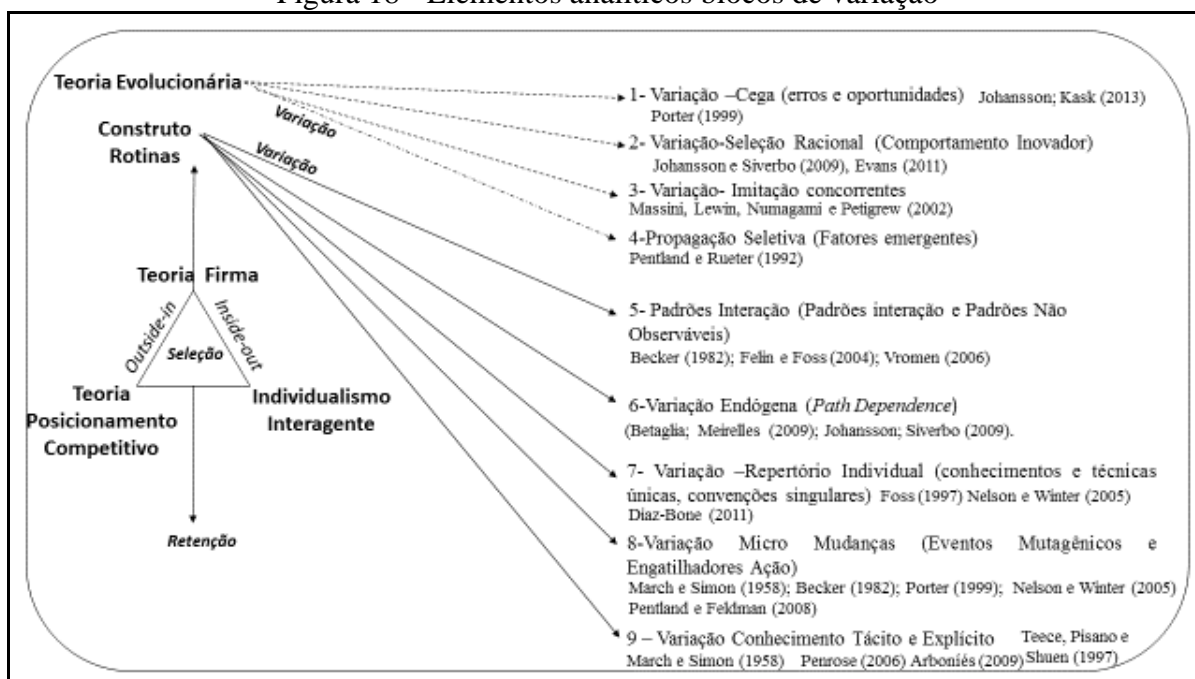 Figura 18 - Elementos analíticos blocos de variação
Teoria Evolucionária
Construto
Rotinas
Variação
Variação
Teoria Firma
Outside-in
Inside-out
Seleção
Teoria
Posicionamento
Competitivo
Individualismo
Interagente
Retenção
1- Variação –Cega (erros e oportunidades) Johansson; Kask (2013)
Porter (1999)
2- Variação-Seleção Racional (Comportamento Inovador)
Johansson e Siverbo (2009), Evans (2011)
3- Variação- Imitação concorrentes
Massini, Lewin, Numagami e Petigrew (2002)
4-Propagação Seletiva (Fatores emergentes)
Pentland e Rueter (1992)
5- Padrões Interação (Padrões interação e Padrões Não
Observáveis)
Becker (1982); Felin e Foss (2004); Vromen (2006)
6-Variação Endógena (Path Dependence)
(Betaglia; Meirelles (2009); Johansson; Siverbo (2009).
7- Variação –Repertório Individual (conhecimentos e técnicas
únicas, convenções singulares) Foss (1997) Nelson e Winter (2005)
Diaz-Bone (2011)
8-Variação Micro Mudanças (Eventos Mutagênicos e
Engatilhadores Ação)
March e Simon (1958); Becker (1982); Porter (1999); Nelson e Winter (2005)
Pentland e Feldman (2008)
9 – Variação Conhecimento Tácito e Explícito Teece, Pisano e
March e Simon (1958) Penrose (2006) Arboníés (2009) Shuen (1997)